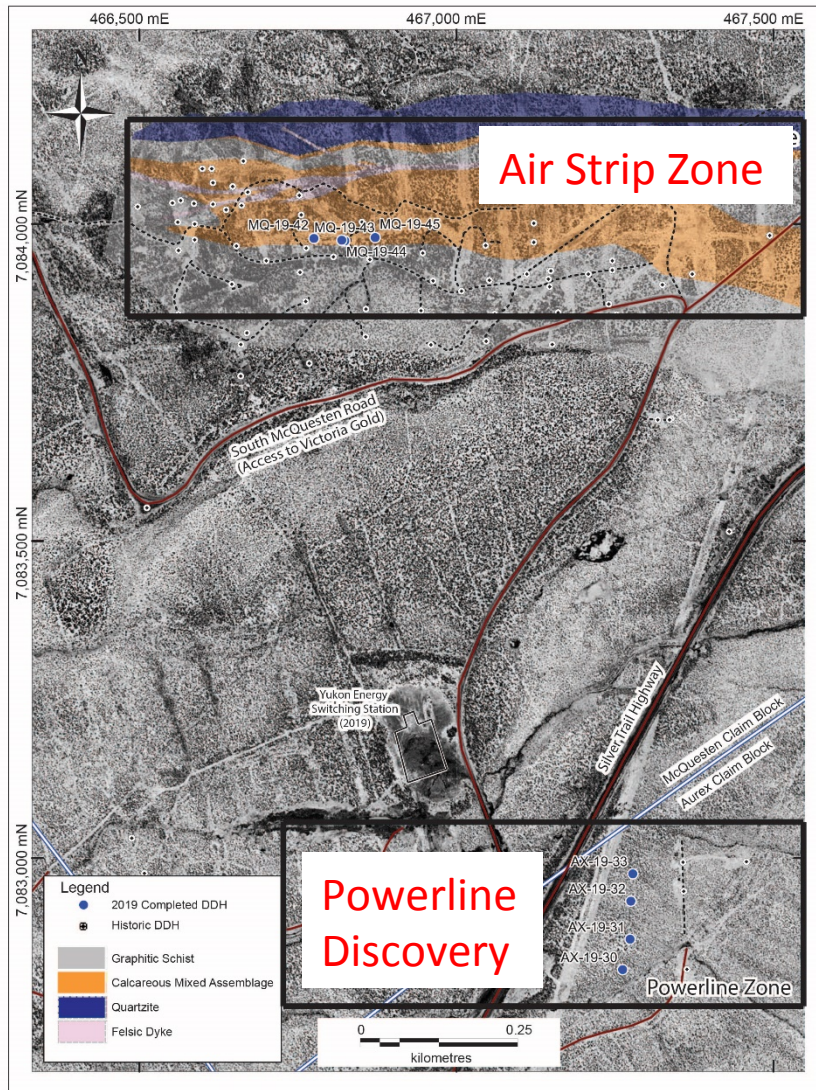 466,500 mE
467,000 mE
467,500 mE
7,084,000 mN
7,083,500 mN
7,083,000 mN
Air Strip Zone
MQ-19-42
MQ-19-43
MQ-19-45
MQ-19-44
South McQuesten Road
(Access to Victoria Gold)
Yukon Energy
Switching Station
(2019)
Silver Trail Highway
McQuesten Claim Block
Aurex Claim Block
Powerline
Discovery
AX-19-33
AX-19-32
AX-19-31
AX-19-30
Powerline Zone
Legend
2019 Completed DDH
Historic DDH
Graphitic Schist
Calcareous Mixed Assemblage
Quartzite
Felsic Dyke
0
0.25
kilometres